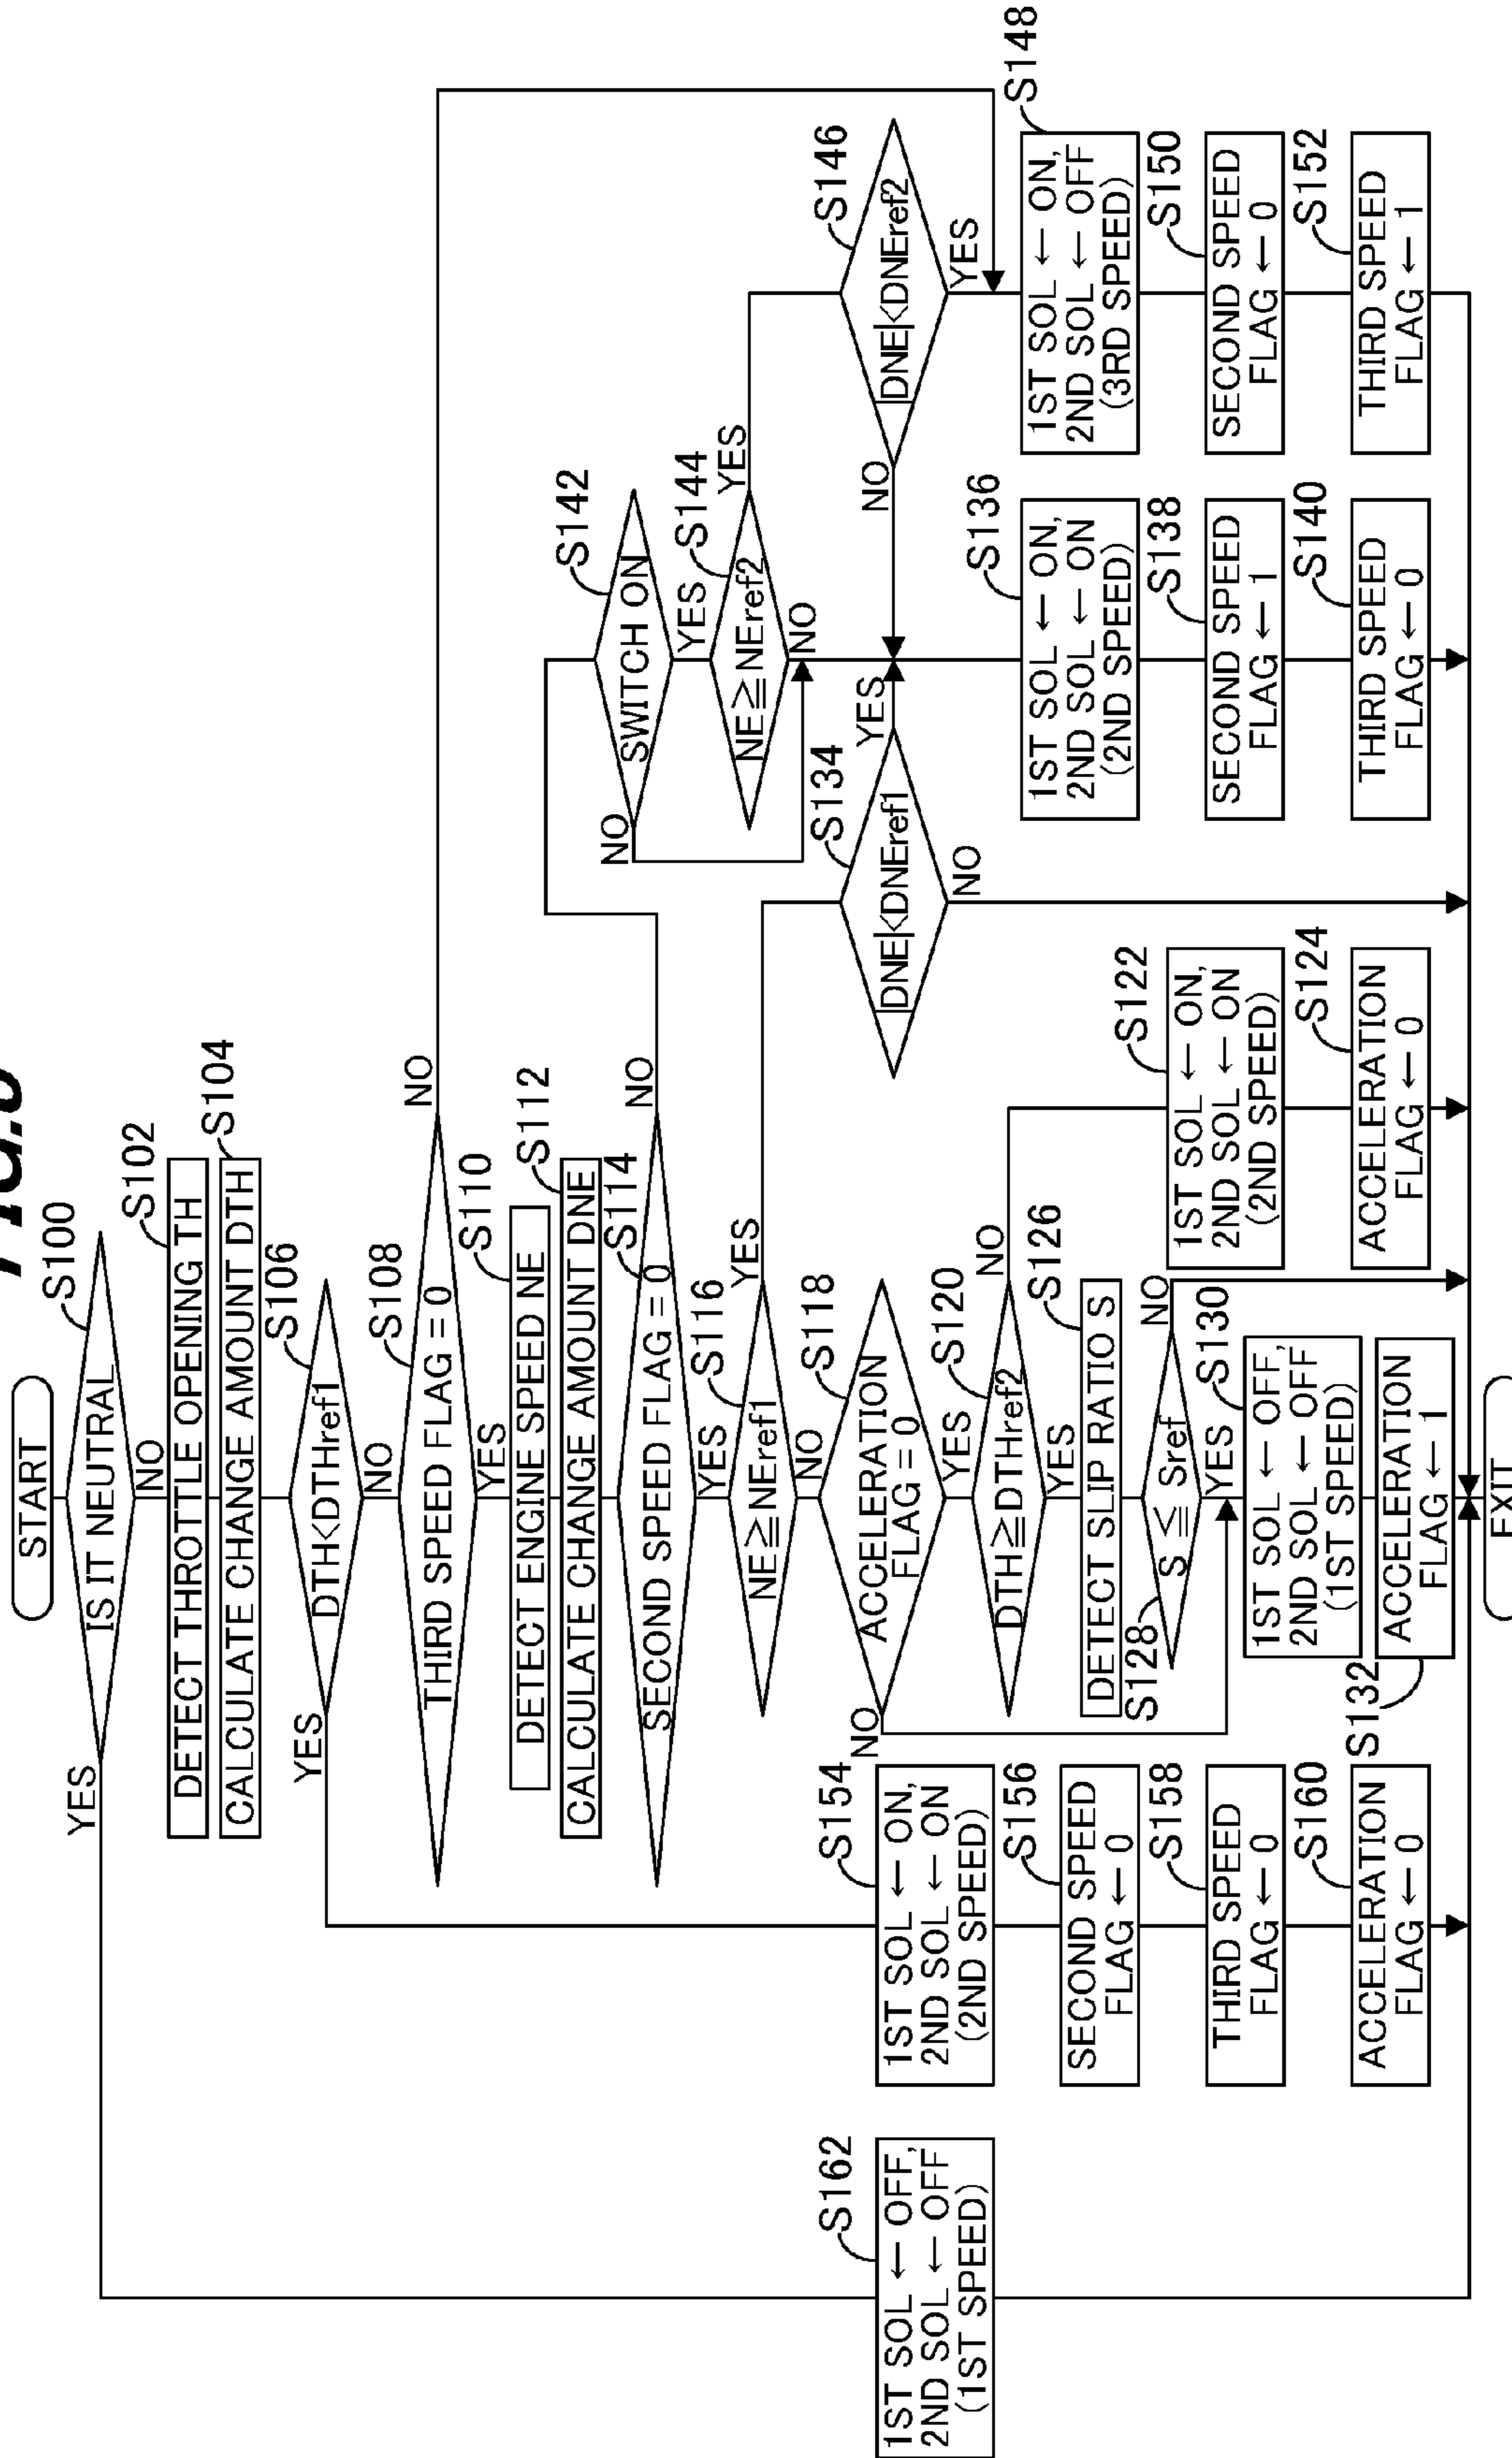 START
S100
IS IT NEUTRAL
YES
NO
S102
DETECT THROTTLE OPENING TH
S104
CALCULATE CHANGE AMOUNT DTH
S106
DTH<DTHref1
YES
NO
S108
THIRD SPEED FLAG = 0
NO
YES
S110
DETECT ENGINE SPEED NE
S112
CALCULATE CHANGE AMOUNT DNE
S114
SECOND SPEED FLAG = 0
NO
YES
S116
NE≧NEref1
YES
NO
S118
ACCELERATION
FLAG = 0
NO
YES
S120
DTH≧DTHref2
NO
YES
S122
1ST SOL ← ON,
2ND SOL ← ON
(2ND SPEED)
S124
ACCELERATION
FLAG ← 0
S126
DETECT SLIP RATIO S
S128
S ≦ Sref
NO
YES
S130
1ST SOL ← OFF,
2ND SOL ← OFF
(1ST SPEED)
S132
ACCELERATION
FLAG ← 1
S134
|DNE|<DNEref1
YES
NO
S136
1ST SOL ← ON,
2ND SOL ← ON
(2ND SPEED)
S138
SECOND SPEED
FLAG ← 1
S140
THIRD SPEED
FLAG ← 0
S142
SWITCH ON
NO
YES
S144
NE≧NEref2
YES
NO
S146
|DNE|<DNEref2
NO
YES
S148
1ST SOL ← ON,
2ND SOL ← OFF
(3RD SPEED)
S150
SECOND SPEED
FLAG ← 0
S152
THIRD SPEED
FLAG ← 1
S154
1ST SOL ← ON,
2ND SOL ← ON
(2ND SPEED)
S156
SECOND SPEED
FLAG ← 0
S158
THIRD SPEED
FLAG ← 0
S160
ACCELERATION
FLAG ← 0
S162
1ST SOL ← OFF,
2ND SOL ← OFF
(1ST SPEED)
EXIT